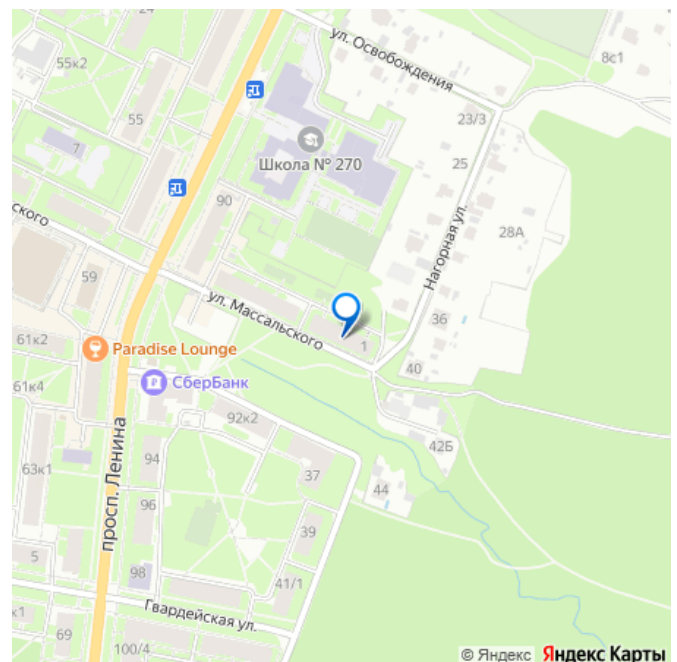 ул. Освобождения
8с1
55к2
55
23/3
7
Школа № 270
25
90
ского
28А
Нагорная ул.
59
ул. Массальского
36
61к2
Paradise Lounge
1
40
СберБанк
61к4
92к2
42Б
просп. Ленина
94
37
63к1
44
96
39
5
98
41/1
к1
Гвардейская ул.
69
100/4
© Яндекс Яндекс Карты